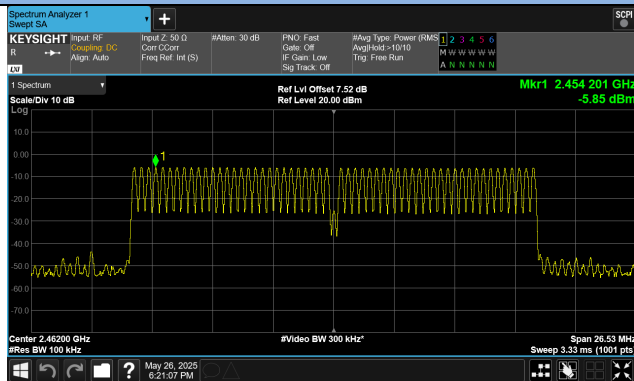 Spectrum Analyzer 1
Swept SA
SCPI
KEYSIGHT
R
LNI
Input: RF
Coupling: DC
Align: Auto
Input Z: 50 Ω
Corr CCorr
Freq Ref: Int (S)
#Atten: 30 dB
PNO: Fast
Gate: Off
IF Gain: Low
Sig Track: Off
#Avg Type: Power (RMS
Avg|Hold:>10/10
Trig: Free Run
1 2 3 4 5 6
M W W W W W
A N N N N N
1 Spectrum
Scale/Div 10 dB
Log
Ref Lvl Offset 7.52 dB
Ref Level 20.00 dBm
Mkr1 2.454 201 GHz
-5.85 dBm
1
10.0
0.00
-10.0
-20.0
-30.0
-40.0
-50.0
-60.0
-70.0
Center 2.46200 GHz
#Res BW 100 kHz
#Video BW 300 kHz*
Span 26.53 MHz
Sweep 3.33 ms (1001 pts)
May 26, 2025
6:21:07 PM